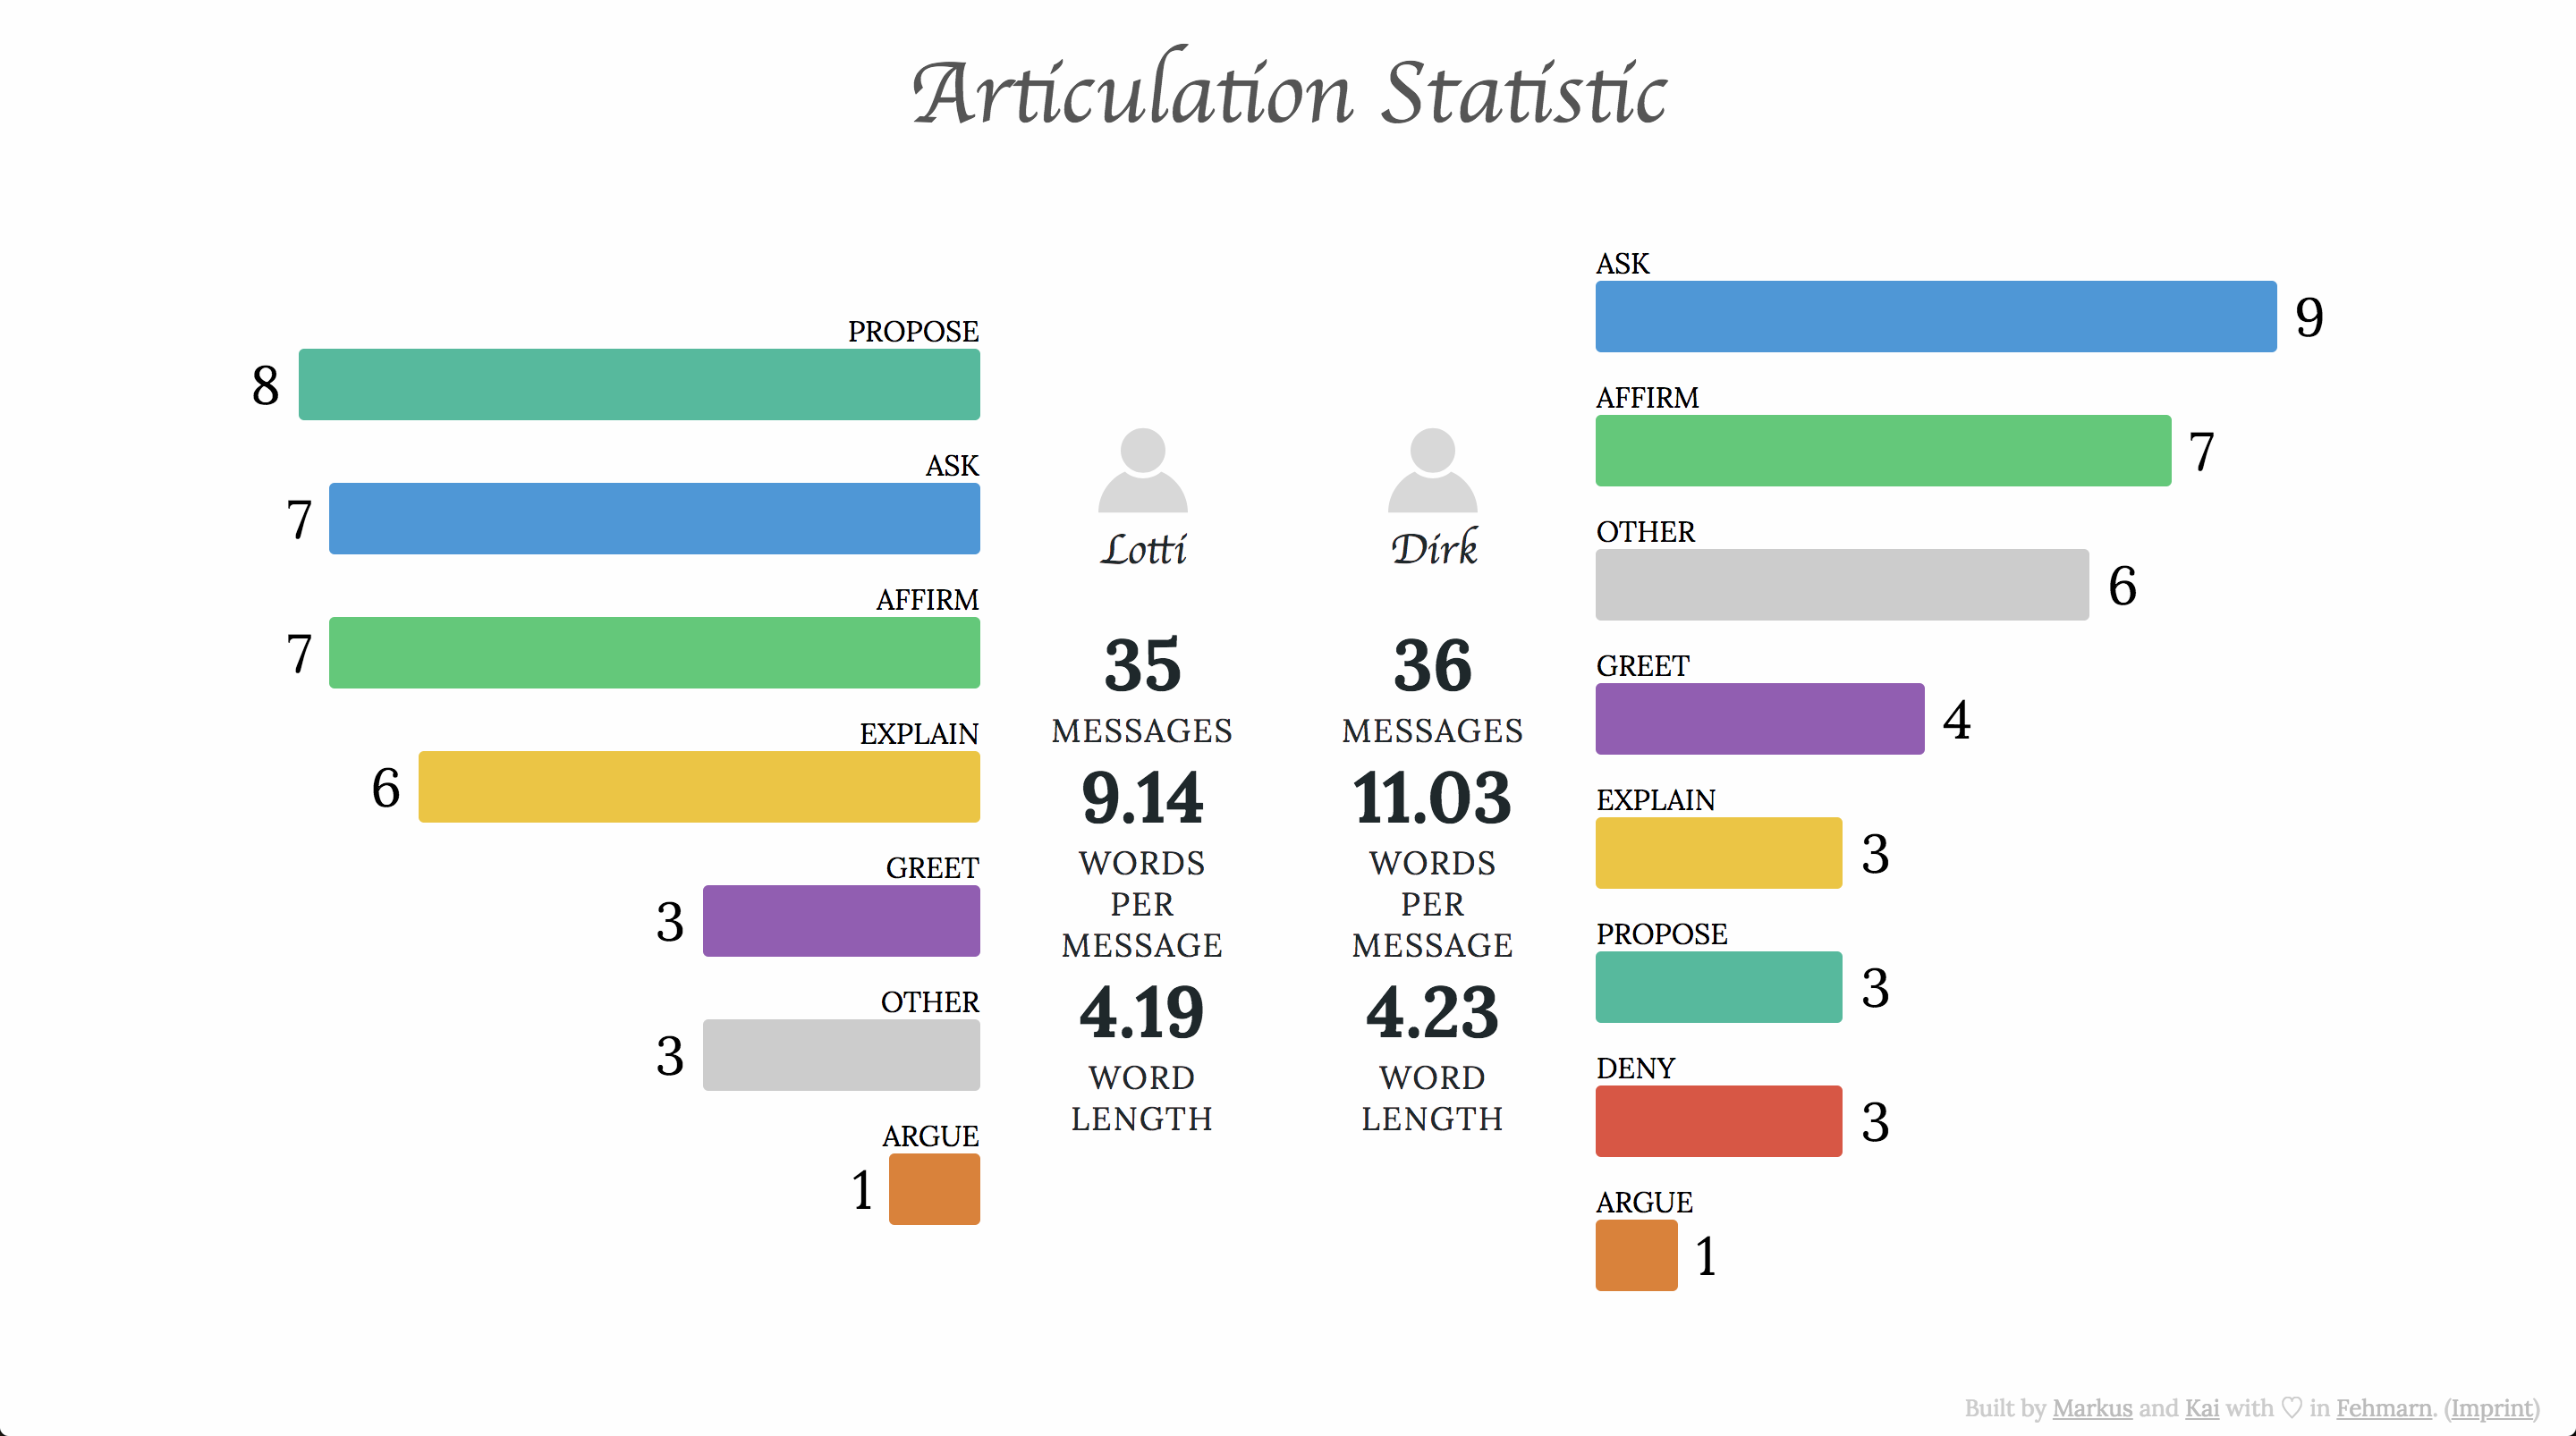 Articulation Statistic
PROPOSE
8
ASK
7
AFFIRM
7
EXPLAIN
6
GREET
3
OTHER
3
ARGUE
1
Lotti
35
MESSAGES
9.14
WORDS
PER
MESSAGE
4.19
WORD
LENGTH
Dirk
36
MESSAGES
11.03
WORDS
PER
MESSAGE
4.23
WORD
LENGTH
ASK
9
AFFIRM
7
OTHER
6
GREET
4
EXPLAIN
3
PROPOSE
3
DENY
3
ARGUE
1
Built by Markus and Kai with ♡ in Fehmarn. (Imprint)